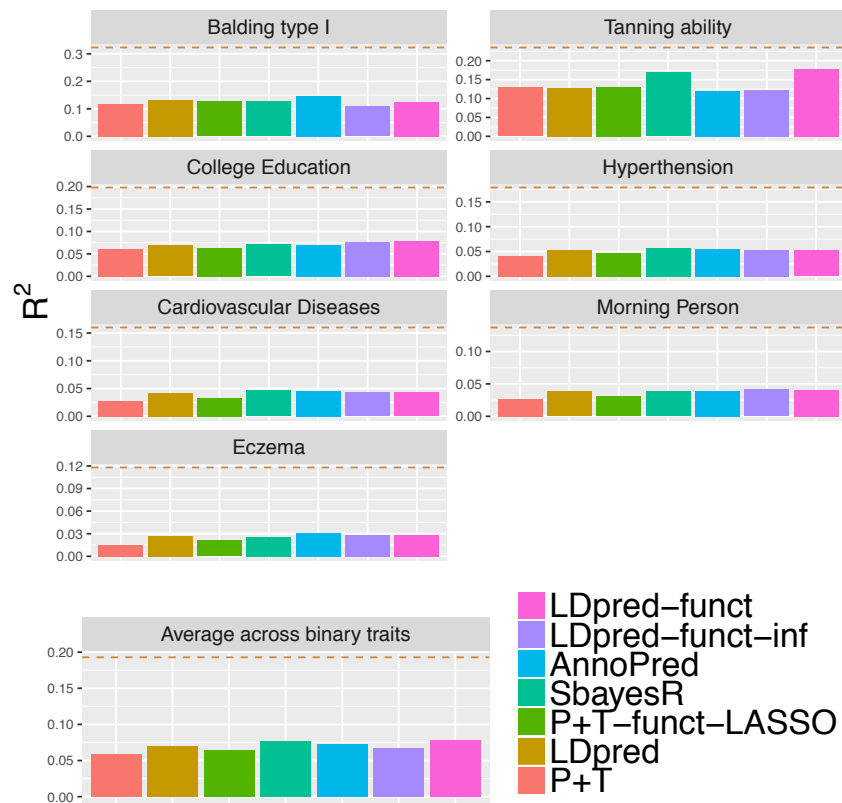 Balding type I
0.3
0.2
0.1
0.0
Tanning ability
0.20
0.15
0.10
0.05
0.00
College Education
0.20
0.15
0.10
0.05
0.00
Hyperthension
0.15
0.10
0.05
0.00
R²
Cardiovascular Diseases
0.15
0.10
0.05
0.00
Morning Person
0.10
0.05
0.00
Eczema
0.12
0.09
0.06
0.03
0.00
Average across binary traits
0.20
0.15
0.10
0.05
0.00
LDpred−funct
LDpred−funct−inf
AnnoPred
SbayesR
P+T−funct−LASSO
LDpred
P+T